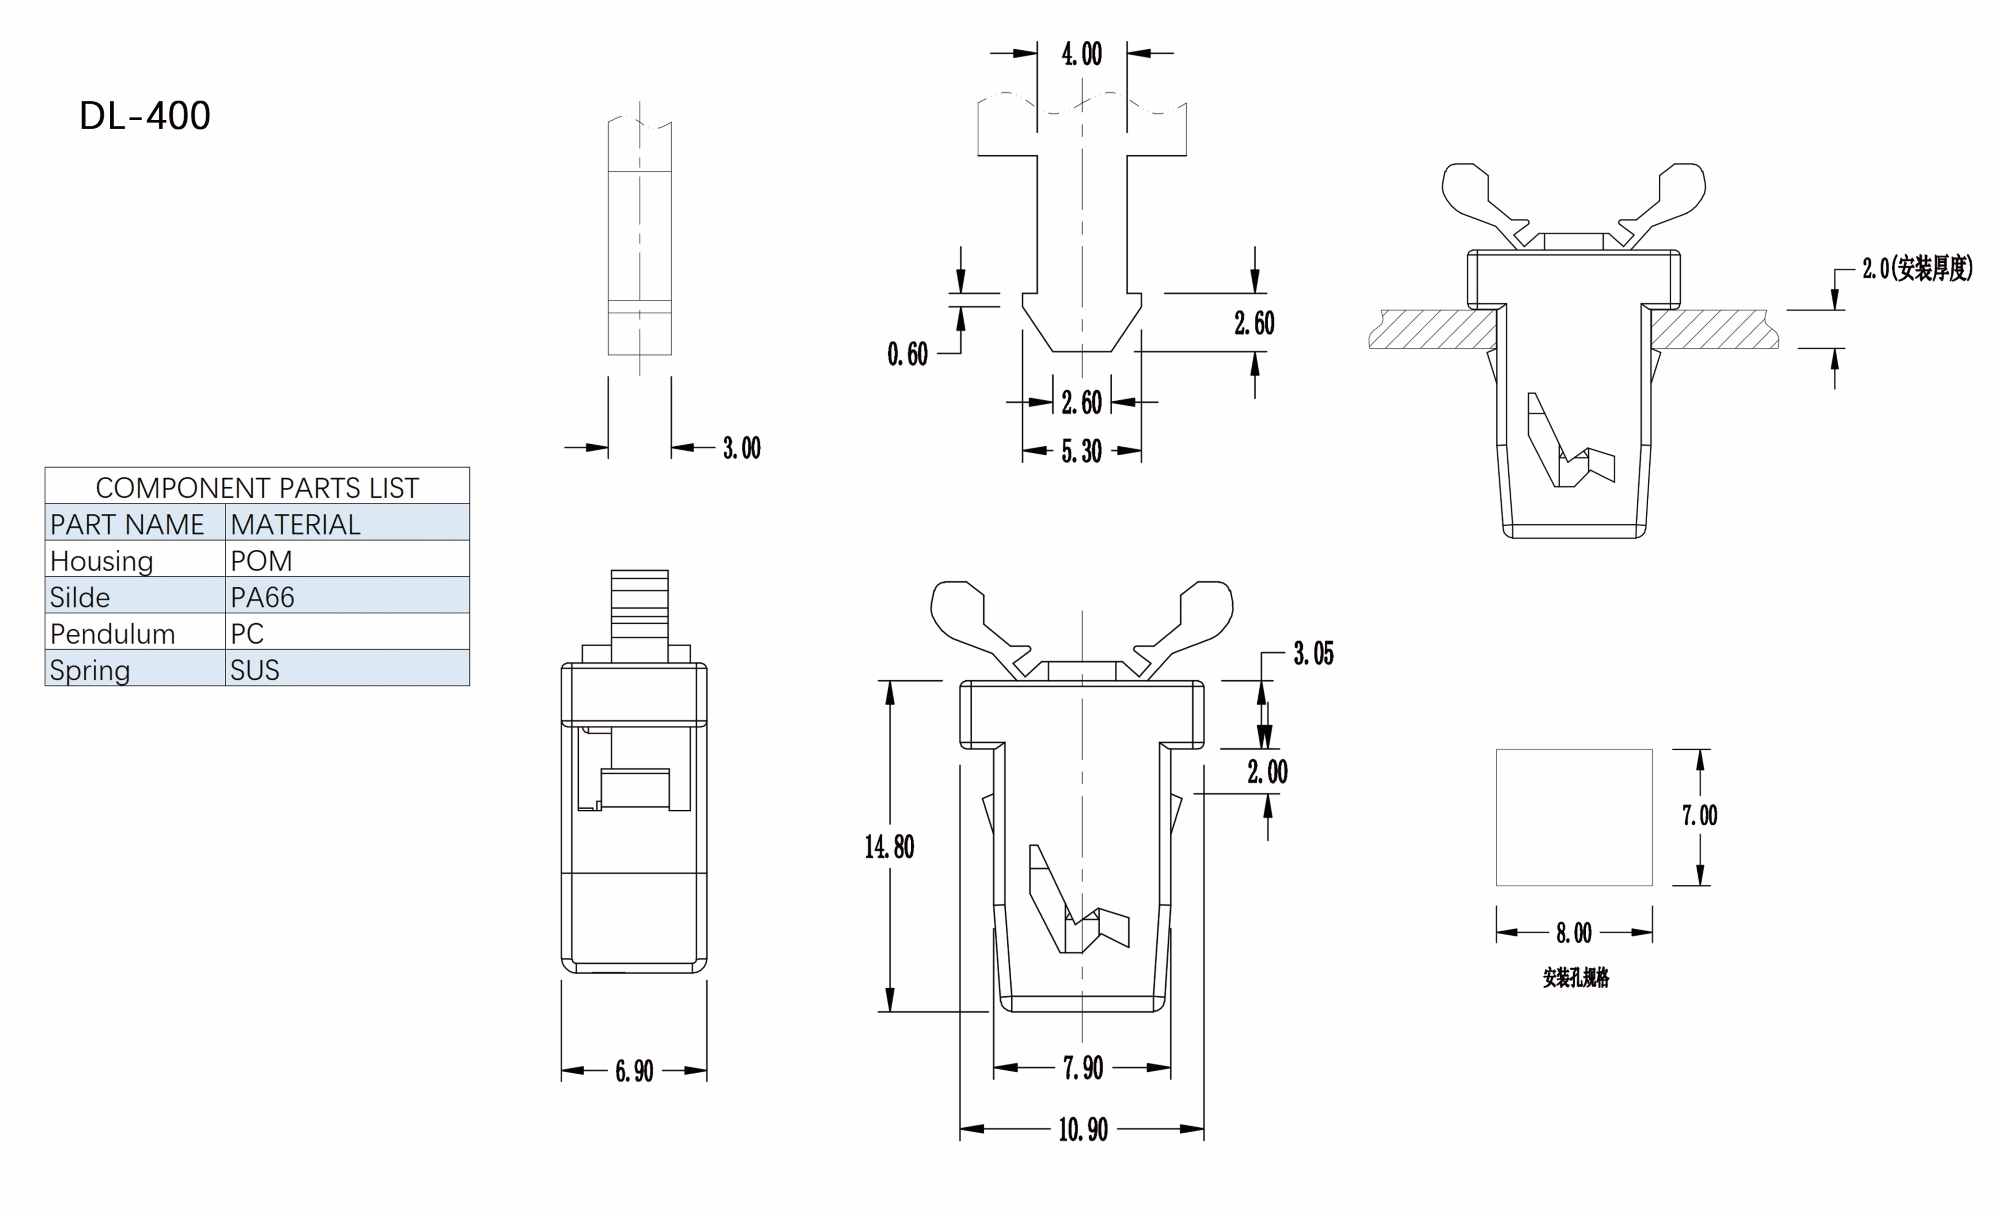 DL-400
4.00
2.0(安装厚度)
2.60
0.60
2.60
5.30
3.00
COMPONENT PARTS LIST
PART NAME MATERIAL
Housing POM
Silde PA66
Pendulum PC
Spring SUS
3.05
2.00
14.80
7.00
8.00
安装孔规格
6.90
7.90
10.90